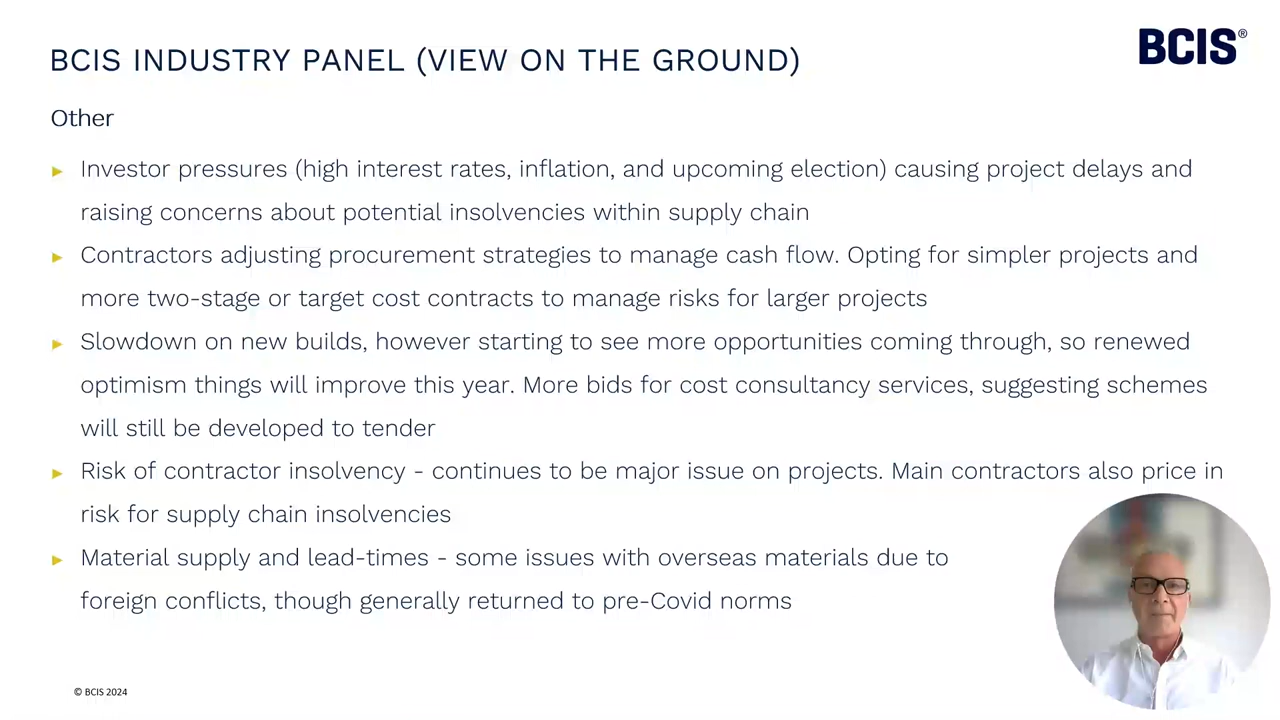 BCIS INDUSTRY PANEL (VIEW ON THE GROUND)
BCIS®
Other
► Investor pressures (high interest rates, inflation, and upcoming election) causing project delays and
raising concerns about potential insolvencies within supply chain
► Contractors adjusting procurement strategies to manage cash flow. Opting for simpler projects and
more two-stage or target cost contracts to manage risks for larger projects
► Slowdown on new builds, however starting to see more opportunities coming through, so renewed
optimism things will improve this year. More bids for cost consultancy services, suggesting schemes
will still be developed to tender
► Risk of contractor insolvency - continues to be major issue on projects. Main contractors also price in
risk for supply chain insolvencies
► Material supply and lead-times - some issues with overseas materials due to
foreign conflicts, though generally returned to pre-Covid norms
© BCIS 2024